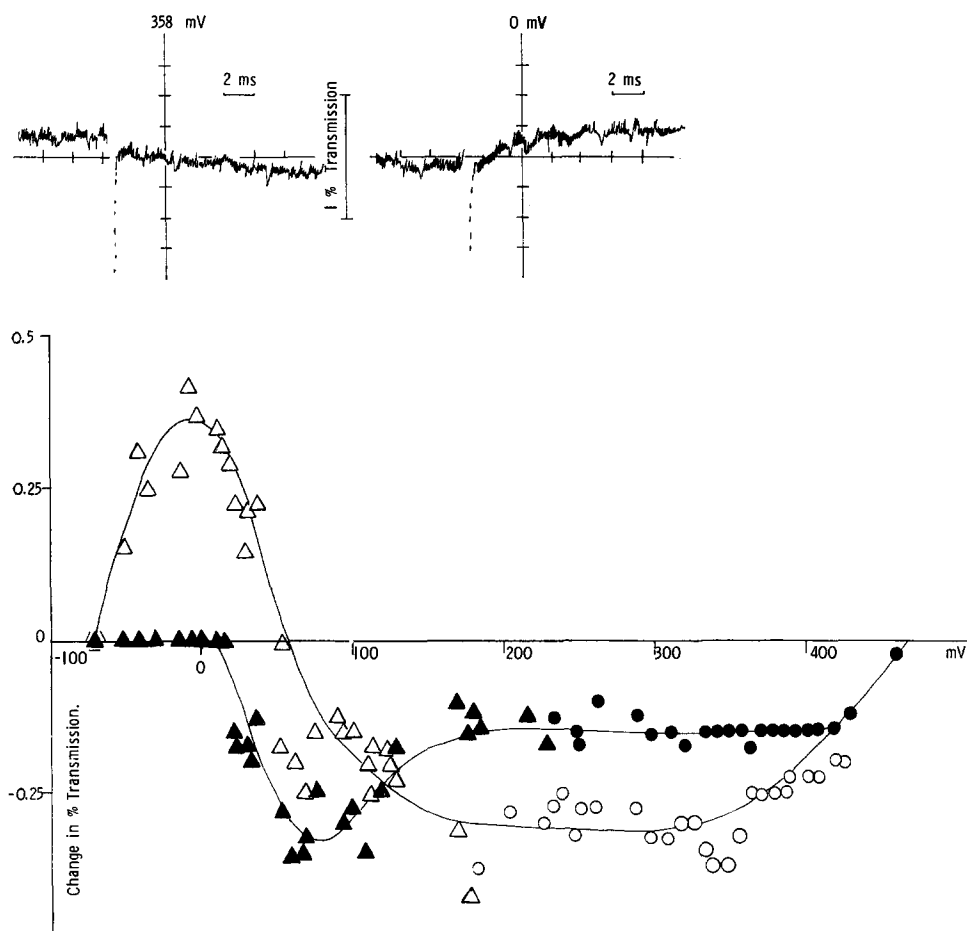 358 mV
0 mV
2 ms
2 ms
1 % Transmission
0.5
0.25
0
-0.25
-100
0
100
200
300
400
mV
Change in % Transmission.